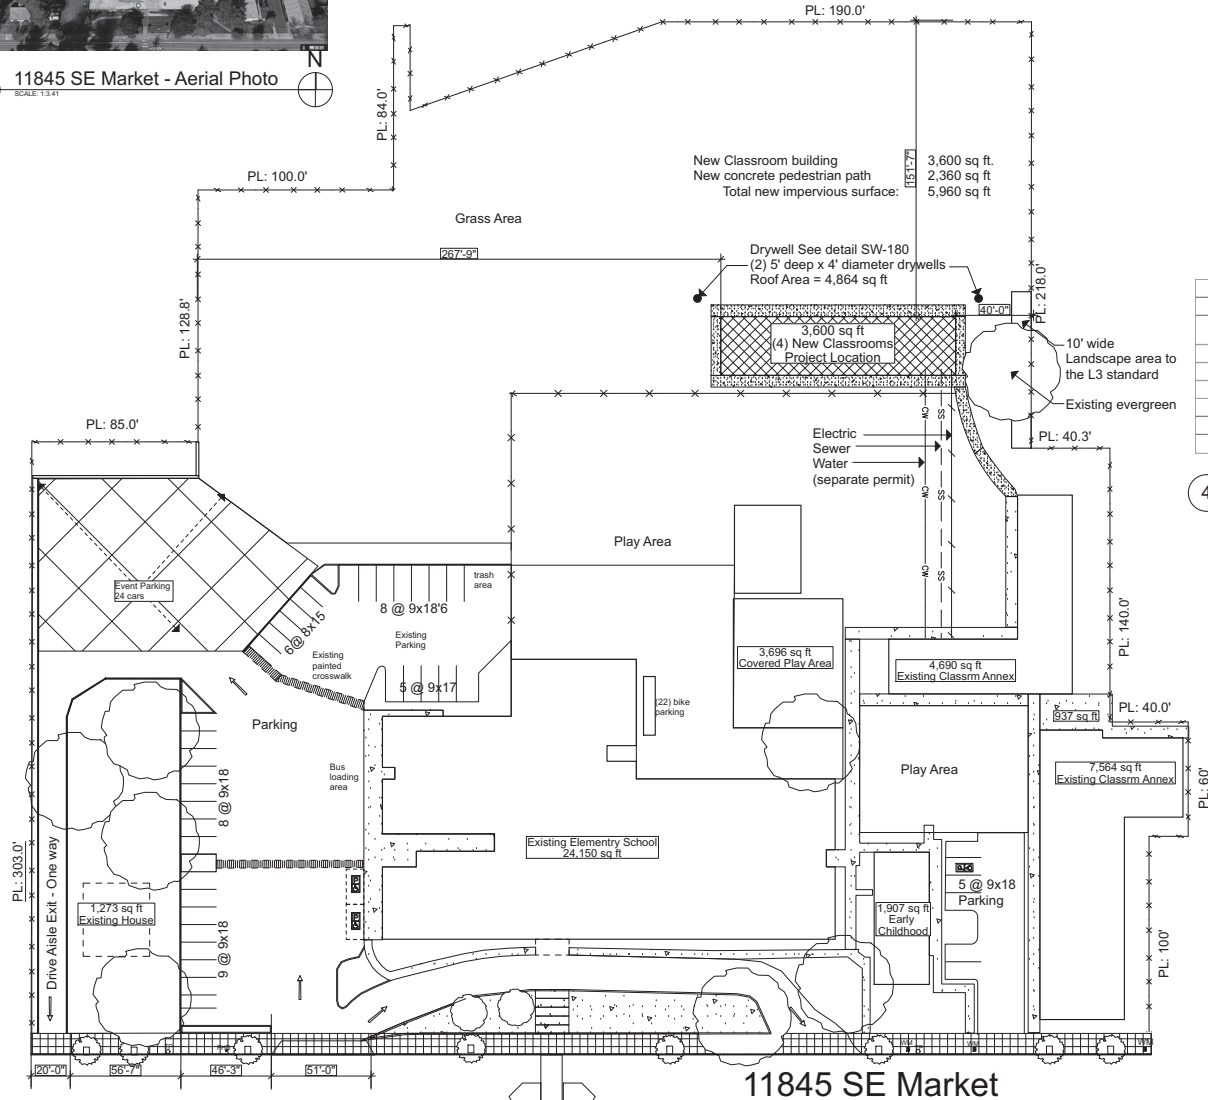 PL: 190.0'
N
11845 SE Market - Aerial Photo
SCALE: 1:3.41
PL: 84.0'
PL: 100.0'
New Classroom building 3,600 sq ft.
New concrete pedestrian path 2,360 sq ft
Total new impervious surface: 5,960 sq ft
151'-7"
Grass Area
267'-9"
Drywell See detail SW-180
(2) 5' deep x 4' diameter drywells
Roof Area = 4,864 sq ft
PL: 218.0'
40'-0"
PL: 128.8'
3,600 sq ft
(4) New Classrooms
Project Location
10' wide
Landscape area to
the L3 standard
Existing evergreen
PL: 85.0'
PL: 40.3'
Electric
Sewer
Water
(separate permit)
CW
SS
CW
SS
CW
SS
4
Play Area
Event Parking
24 cars
trash
area
8 @ 9x18'6
6@ 8x15
Existing
Parking
Existing
painted
crosswalk
5 @ 9x17
3,696 sq ft
Covered Play Area
4,690 sq ft
Existing Classrm Annex
PL: 140.0'
(22) bike
parking
937 sq ft
PL: 40.0'
Parking
Bus
loading
area
Play Area
7,564 sq ft
Existing Classrm Annex
PL: 60'
8 @ 9x18
Existing Elementry School
24,150 sq ft
PL: 303.0'
Drive Aisle Exit - One way
1,273 sq ft
Existing House
9 @ 9x18
5 @ 9x18
Parking
1,907 sq ft
Early
Childhood
PL: 100'
WM
WM
WM
20'-0"
56'-7"
46'-3"
51'-0"
11845 SE Market